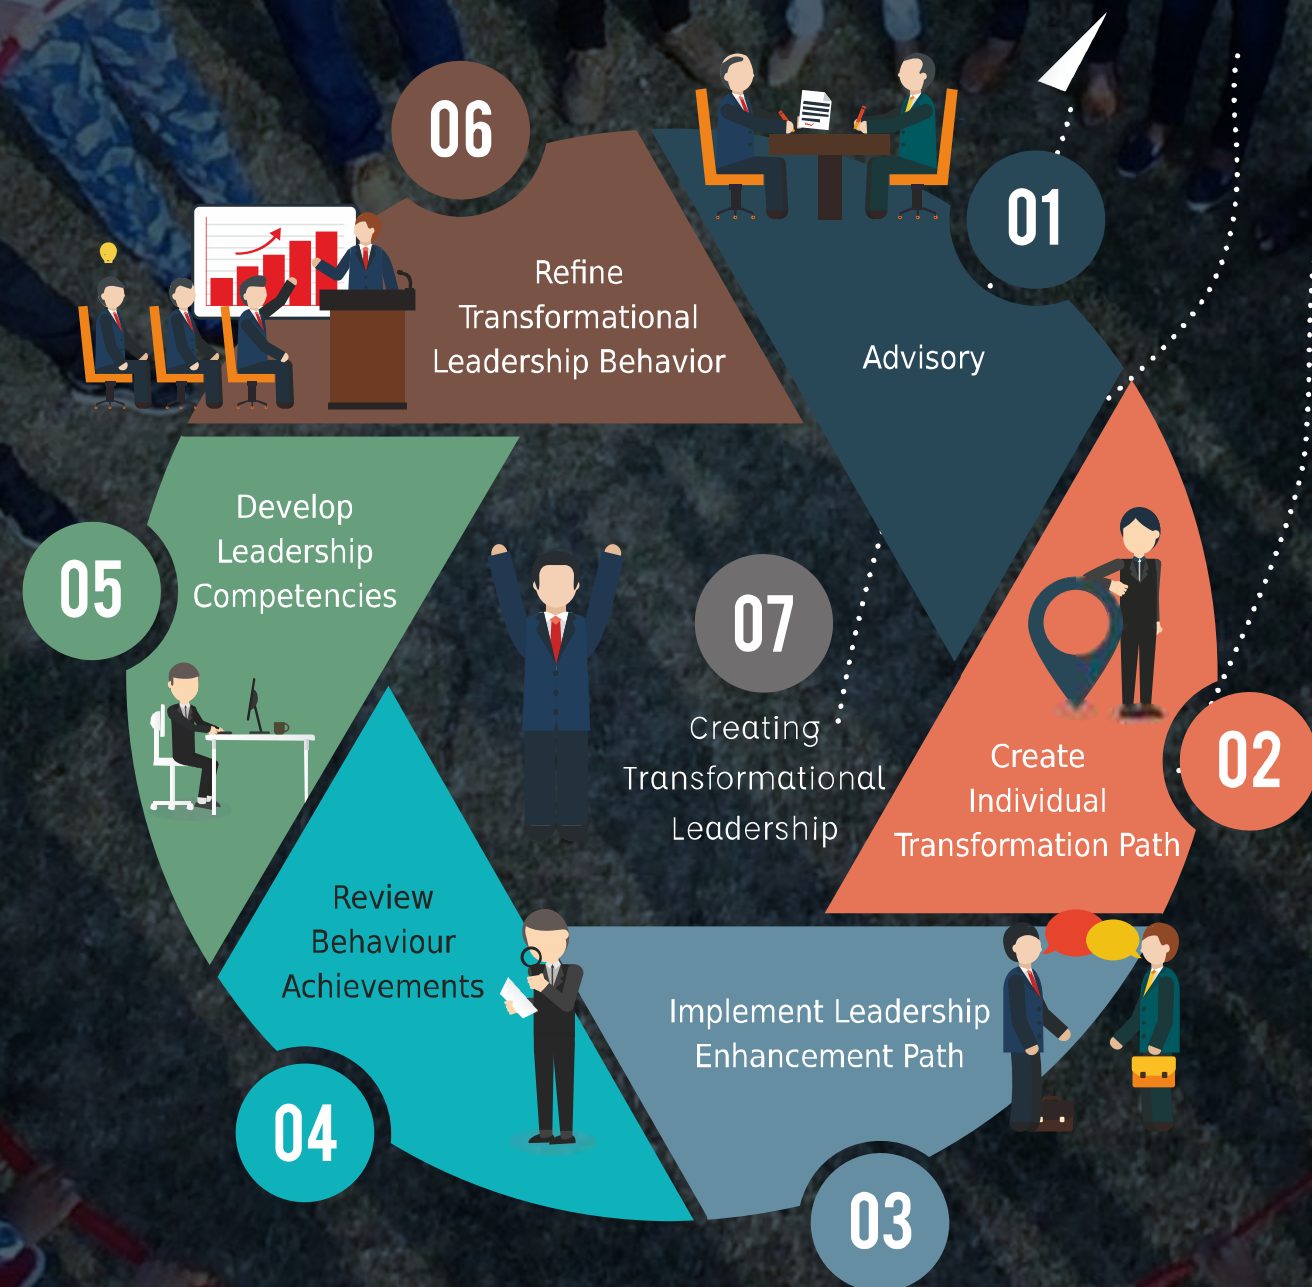 01
Advisory
02
Create
Individual
Transformation Path
03
Implement Leadership
Enhancement Path
04
Review
Behaviour
Achievements
05
Develop
Leadership
Competencies
06
Refine
Transformational
Leadership Behavior
07
Creating
Transformational
Leadership